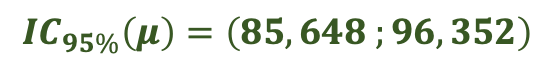 IC95%(μ) = (85,648 ; 96,352)